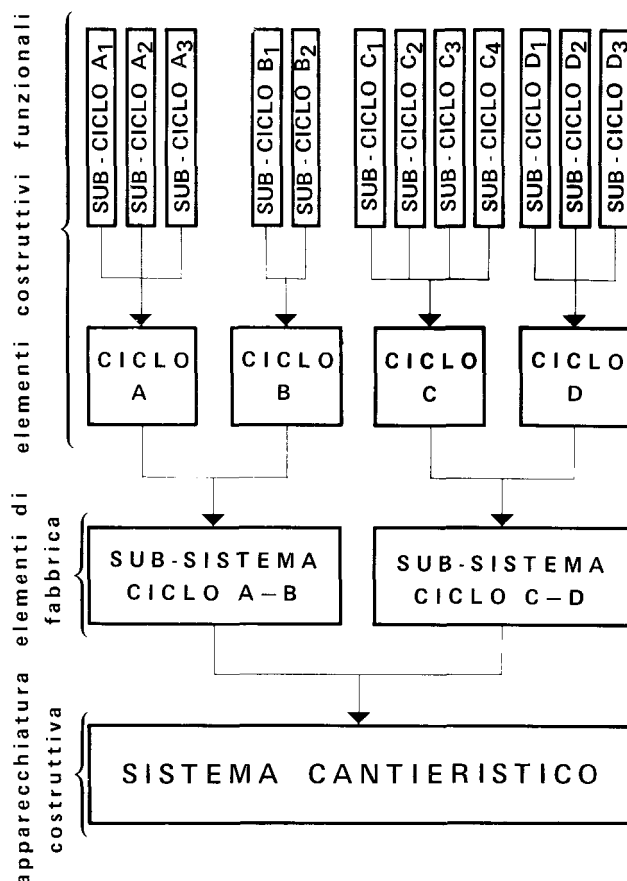 elementi costruttivi funzionali
SUB-CICLO A1
SUB-CICLO A2
SUB-CICLO A3
SUB-CICLO B1
SUB-CICLO B2
SUB-CICLO C1
SUB-CICLO C2
SUB-CICLO C3
SUB-CICLO C4
SUB-CICLO D1
SUB-CICLO D2
SUB-CICLO D3
CICLO
A
CICLO
B
CICLO
C
CICLO
D
elementi di
fabbrica
SUB-SISTEMA
CICLO A–B
SUB-SISTEMA
CICLO C–D
apparecchiatura
costruttiva
SISTEMA CANTIERISTICO